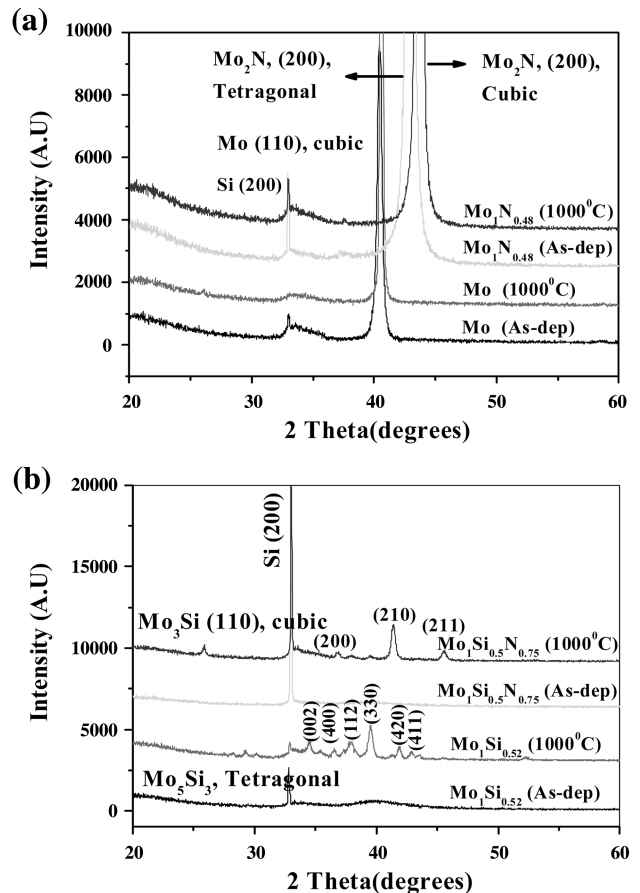 (a)
10000
8000
6000
4000
2000
0
Intensity (A.U)
Mo₂N, (200),
Tetragonal
Mo₂N, (200),
Cubic
Mo (110), cubic
Si (200)
Mo₁N₀.₄₈ (1000⁰C)
Mo₁N₀.₄₈ (As-dep)
Mo (1000⁰C)
Mo (As-dep)
20 30 40 50 60
2 Theta(degrees)
(b)
20000
15000
10000
5000
0
Intensity (A.U)
Si (200)
Mo₃Si (110), cubic
(200)
(210)
(211)
Mo₁Si₀.₅N₀.₇₅ (1000⁰C)
Mo₁Si₀.₅N₀.₇₅ (As-dep)
(002)
(400)
(112)
(330)
(420)
(411)
Mo₁Si₀.₅₂ (1000⁰C)
Mo₅Si₃, Tetragonal
Mo₁Si₀.₅₂ (As-dep)
20 30 40 50 60
2 Theta(degrees)